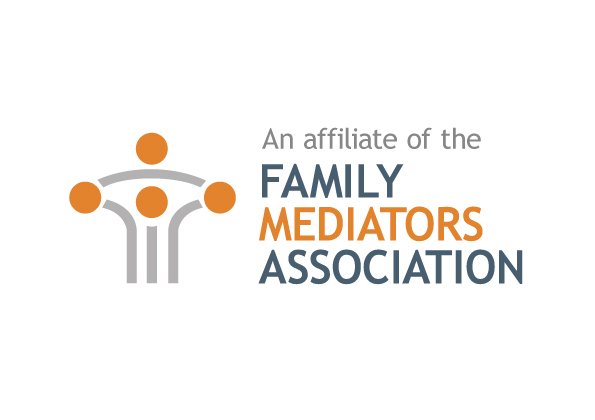 An affiliate of the
FAMILY
MEDIATORS
ASSOCIATION